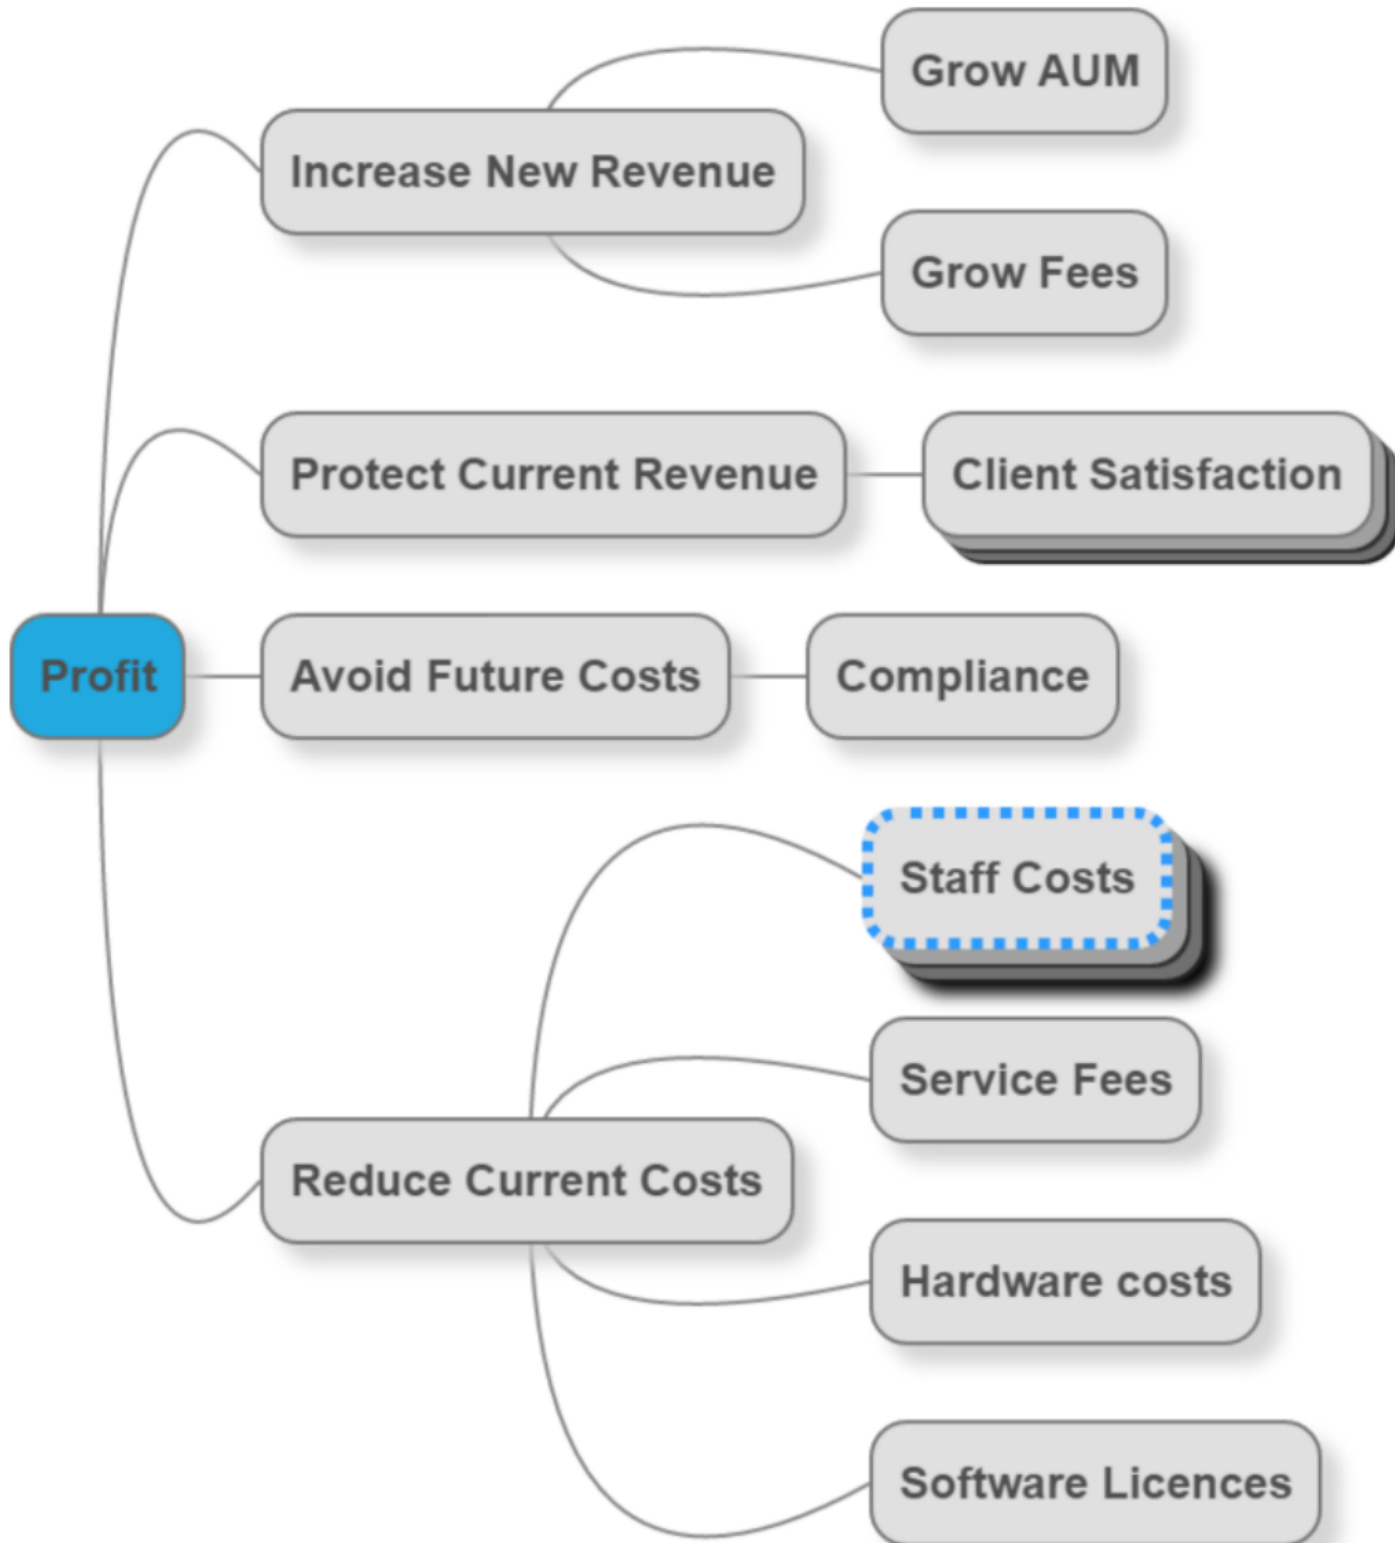 Grow AUM
Increase New Revenue
Grow Fees
Protect Current Revenue
Client Satisfaction
Profit
Avoid Future Costs
Compliance
Staff Costs
Service Fees
Reduce Current Costs
Hardware costs
Software Licences